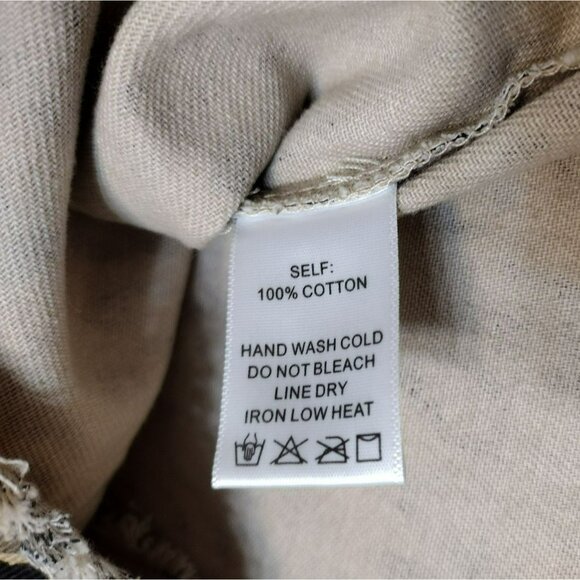 SELF:
100% COTTON
HAND WASH COLD
DO NOT BLEACH
LINE DRY
IRON LOW HEAT